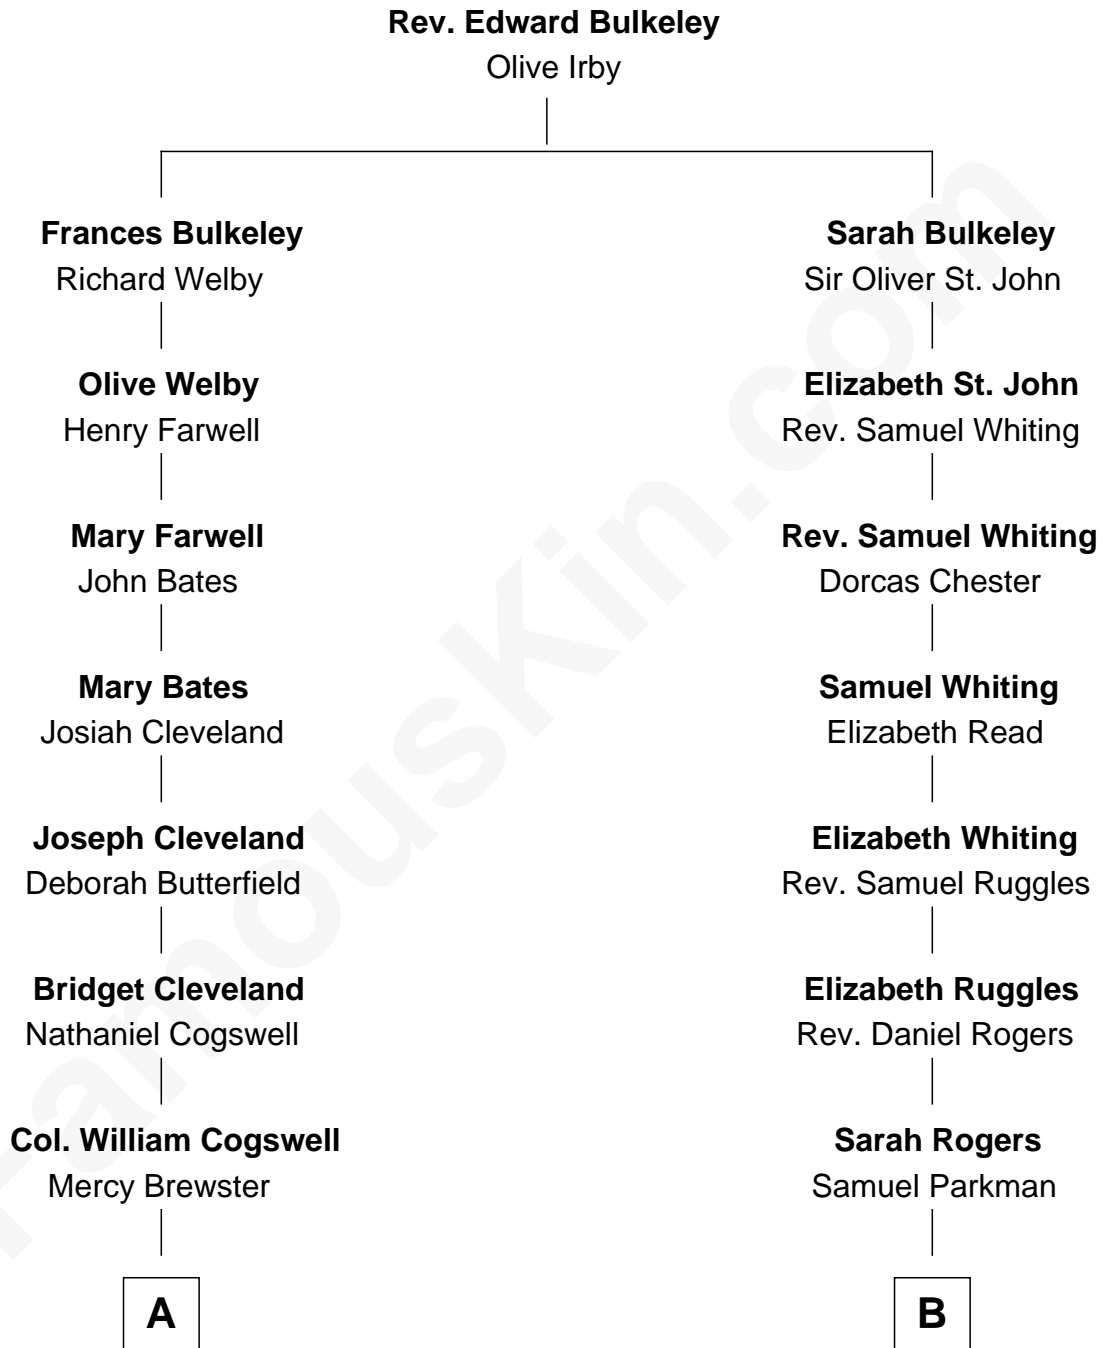 Rev. Edward Bulkeley
Olive Irby
Frances Bulkeley
Richard Welby
Sarah Bulkeley
Sir Oliver St. John
Olive Welby
Henry Farwell
Elizabeth St. John
Rev. Samuel Whiting
Mary Farwell
John Bates
Rev. Samuel Whiting
Dorcas Chester
Mary Bates
Josiah Cleveland
Samuel Whiting
Elizabeth Read
Joseph Cleveland
Deborah Butterfield
Elizabeth Whiting
Rev. Samuel Ruggles
Bridget Cleveland
Nathaniel Cogswell
Elizabeth Ruggles
Rev. Daniel Rogers
Col. William Cogswell
Mercy Brewster
Sarah Rogers
Samuel Parkman
A
B
FamousKin.com